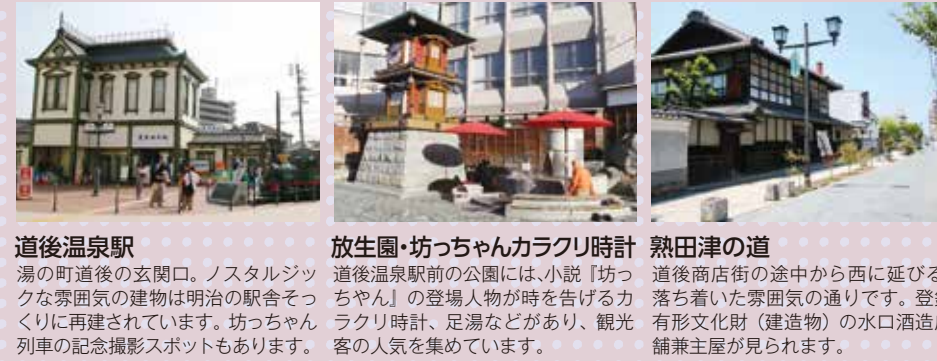 道後温泉駅
湯の町道後の玄関口。ノスタルジッ
クな雰囲気の建物は明治の駅舎そっ
くりに再建されています。坊っちゃん
列車の記念撮影スポットもあります。
放生園・坊っちゃんカラクリ時計
道後温泉駅前の公園には、小説『坊っ
ちやん』の登場人物が時を告げるカ
ラクリ時計、足湯などがあり、観光
客の人気を集めています。
熟田津の道
道後商店街の途中から西に延びる
落ち着いた雰囲気の通りです。登
有形文化財（建造物）の水口酒造
舗兼主屋が見られます。